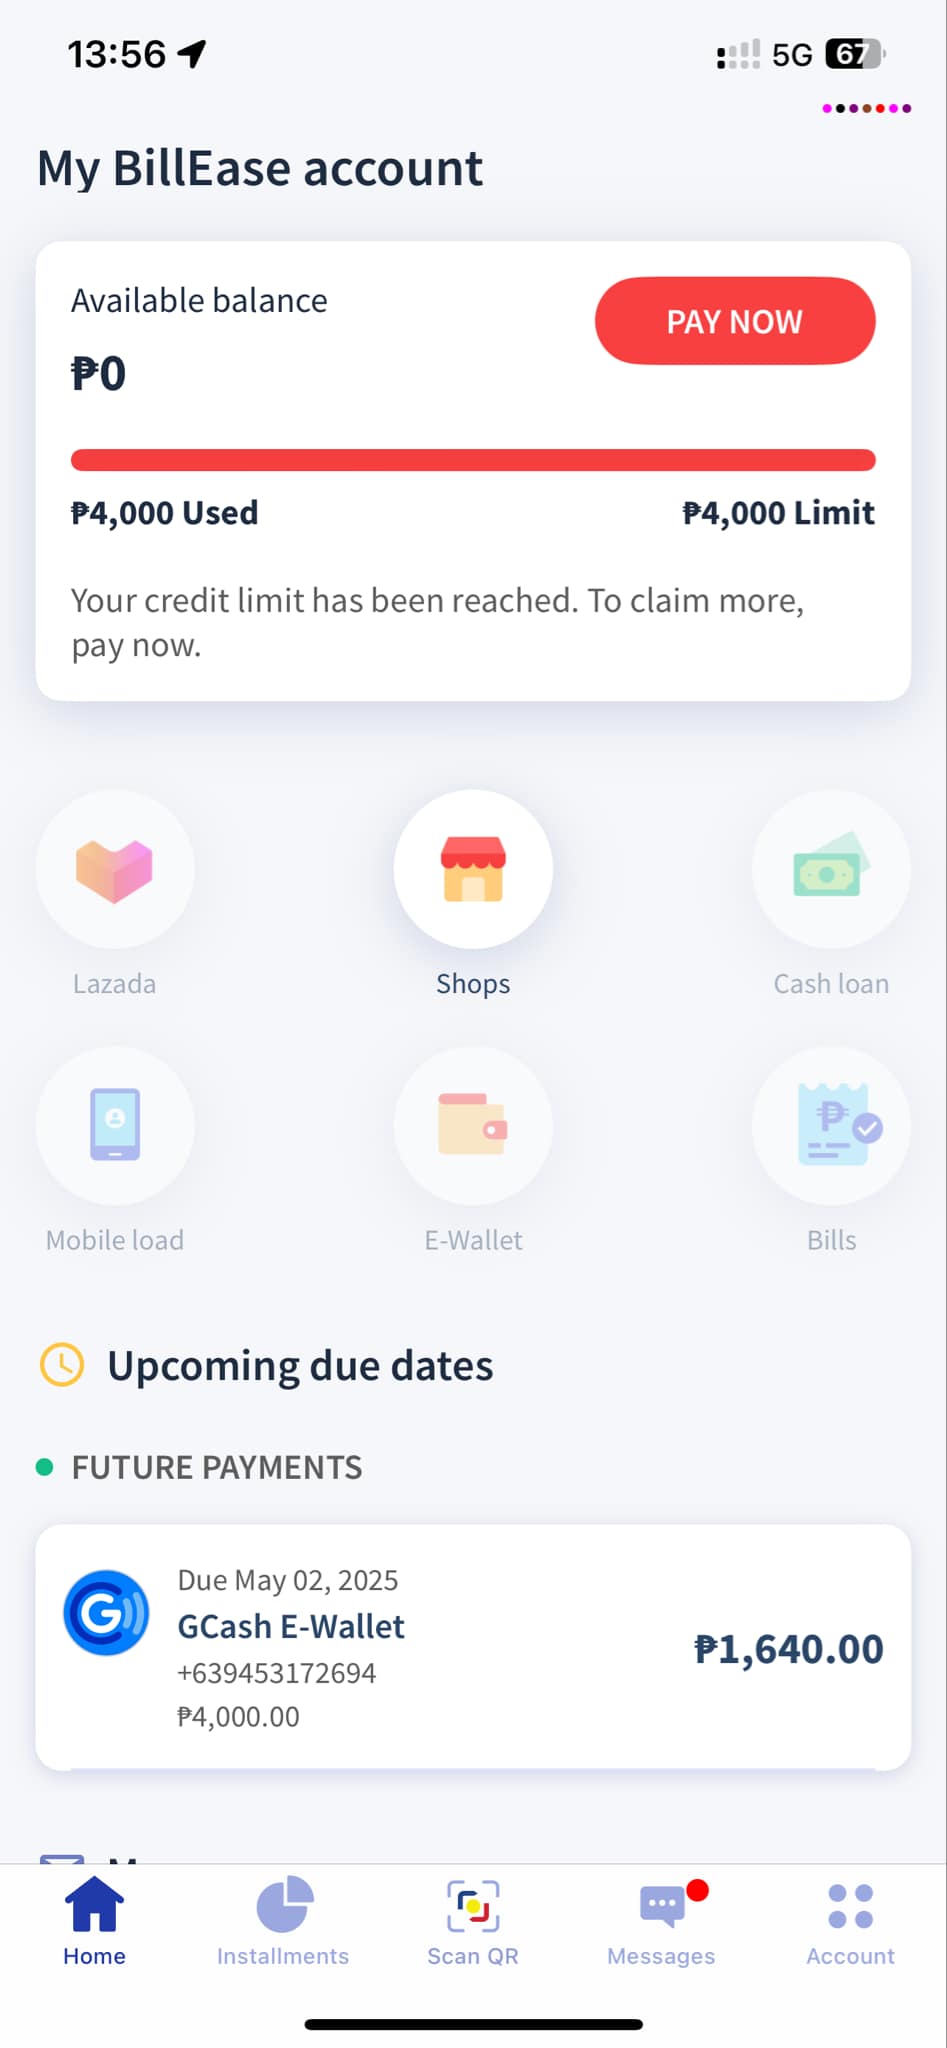 13:56
5G 67
My BillEase account
Available balance
PAY NOW
₱0
₱4,000 Used
₱4,000 Limit
Your credit limit has been reached. To claim more,
pay now.
Lazada
Shops
Cash loan
Mobile load
E-Wallet
Bills
Upcoming due dates
FUTURE PAYMENTS
Due May 02, 2025
GCash E-Wallet
+639453172694
₱4,000.00
₱1,640.00
Home
Installments
Scan QR
Messages
Account